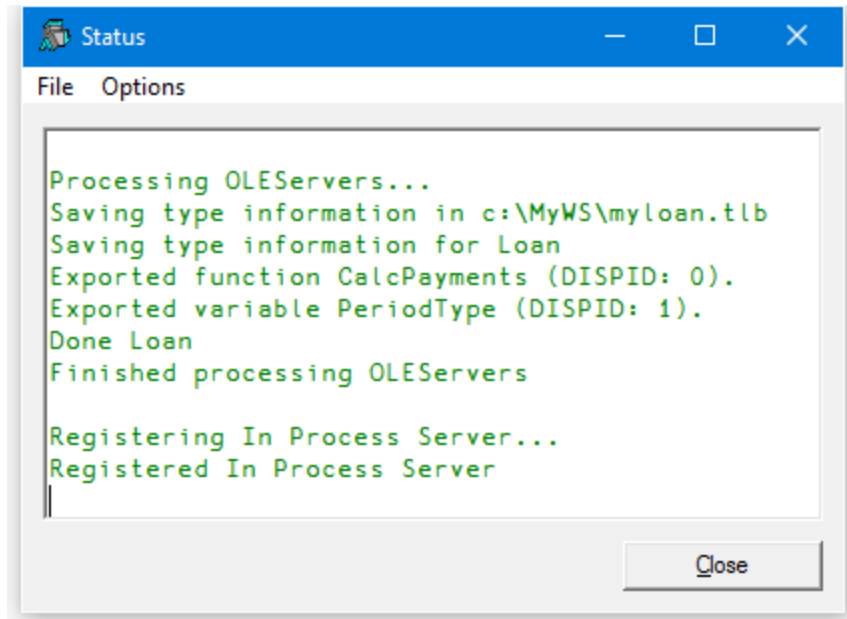 Status
File Options
Processing OLEServers...
Saving type information in c:\MyWS\myloan.tlb
Saving type information for Loan
Exported function CalcPayments (DISPID: 0).
Exported variable PeriodType (DISPID: 1).
Done Loan
Finished processing OLEServers
Registering In Process Server...
Registered In Process Server
Close